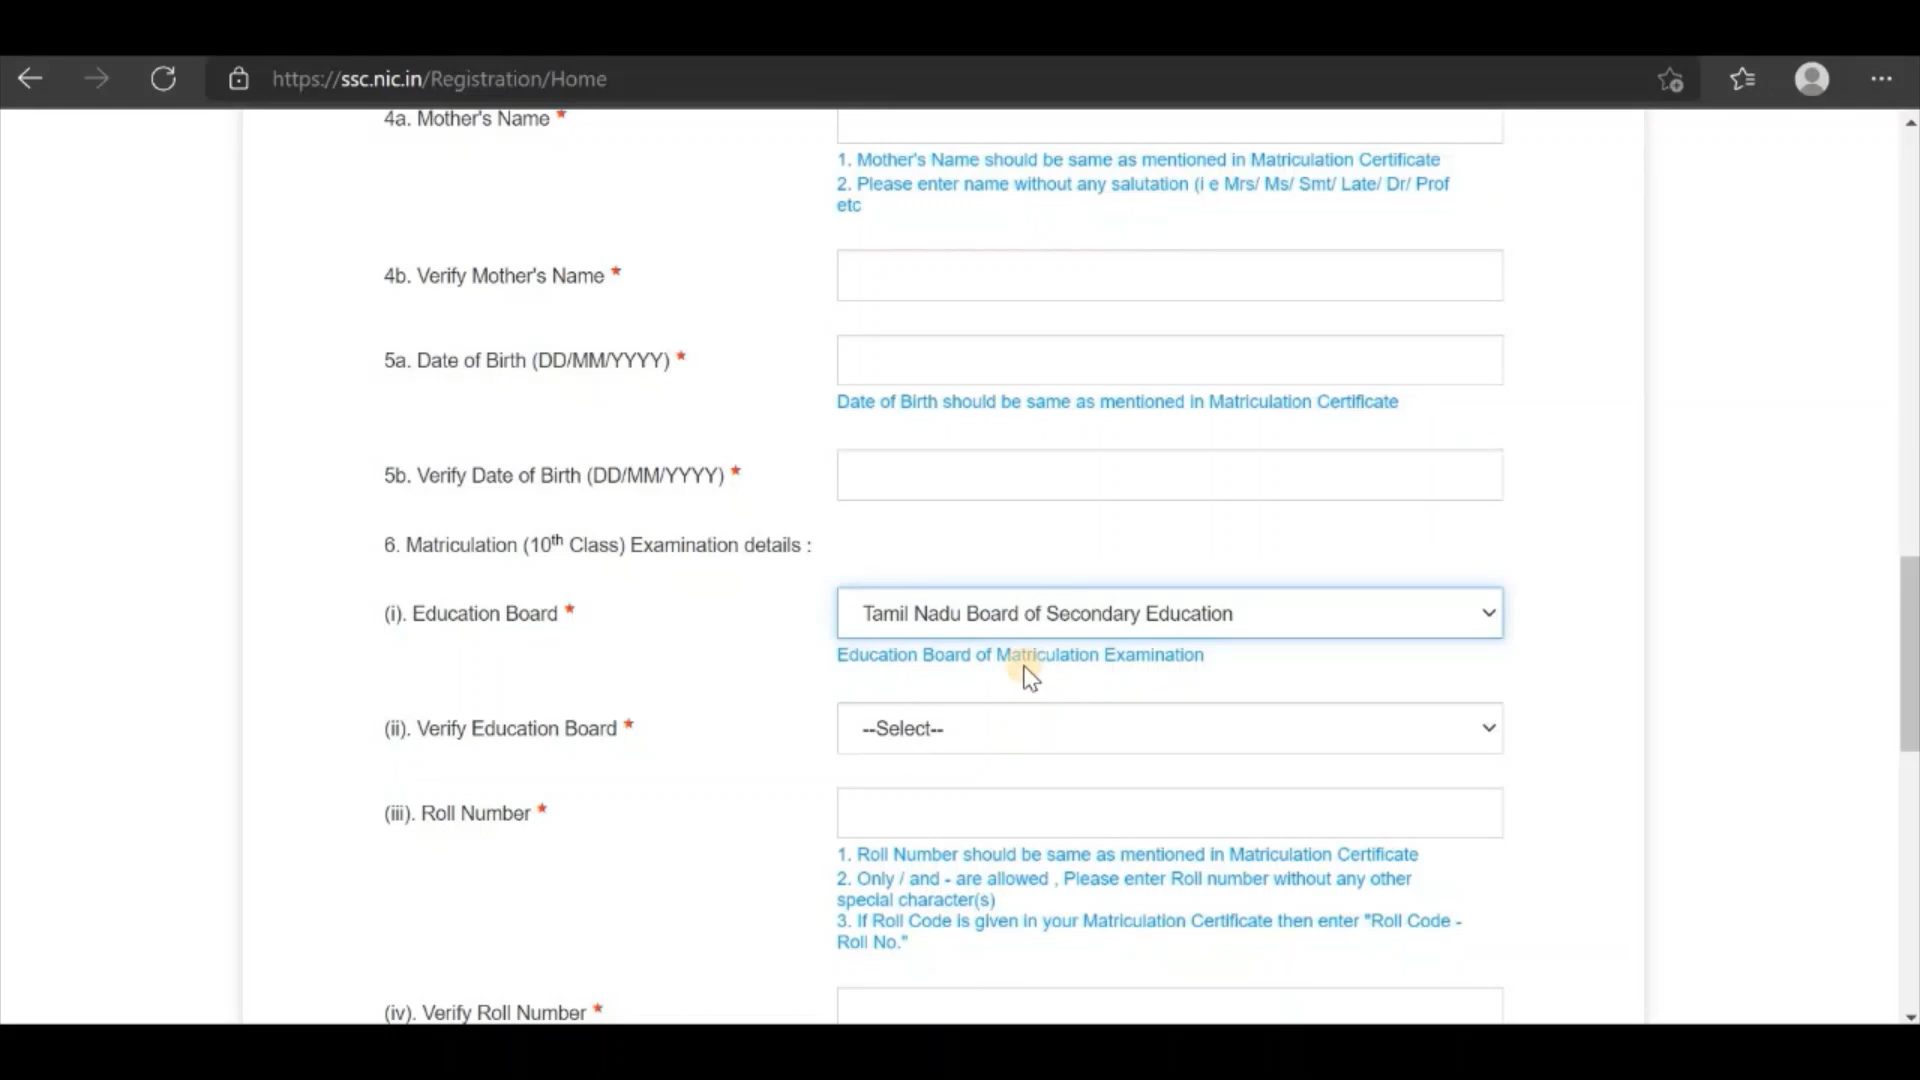 https://ssc.nic.in/Registration/Home
4a. Mother's Name *
1. Mother's Name should be same as mentioned in Matriculation Certificate
2. Please enter name without any salutation (i e Mrs/ Ms/ Smt/ Late/ Dr/ Prof
etc
4b. Verify Mother's Name *
5a. Date of Birth (DD/MM/YYYY) *
Date of Birth should be same as mentioned in Matriculation Certificate
5b. Verify Date of Birth (DD/MM/YYYY) *
6. Matriculation (10th Class) Examination details :
(i). Education Board *
Tamil Nadu Board of Secondary Education
Education Board of Matriculation Examination
(ii). Verify Education Board *
--Select--
(iii). Roll Number *
1. Roll Number should be same as mentioned in Matriculation Certificate
2. Only / and - are allowed , Please enter Roll number without any other
special character(s)
3. If Roll Code is given in your Matriculation Certificate then enter "Roll Code -
Roll No."
(iv). Verify Roll Number *